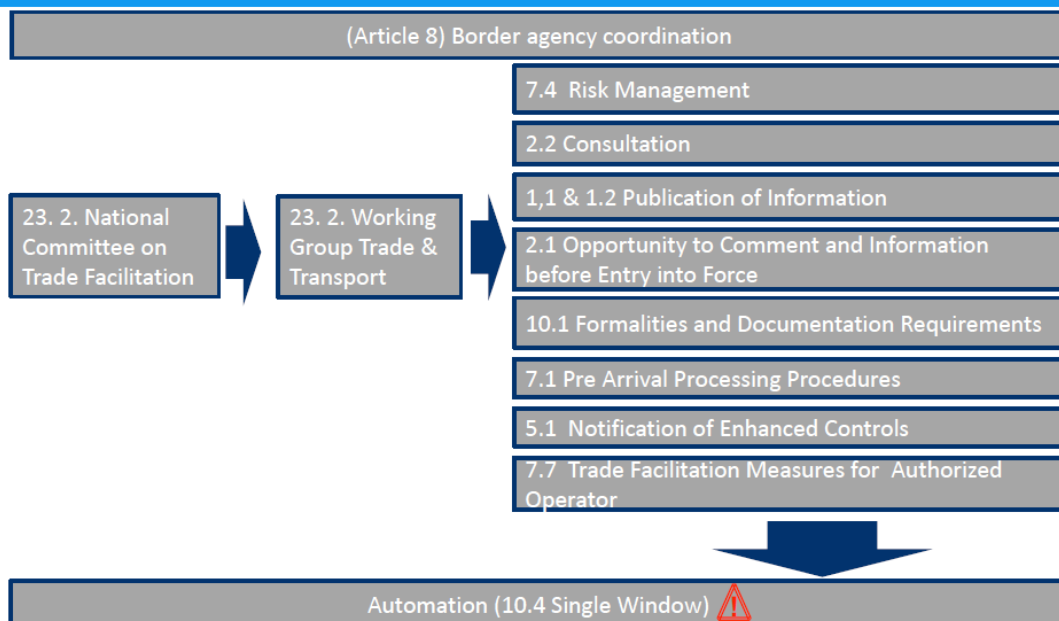 (Article 8) Border agency coordination
7.4 Risk Management
2.2 Consultation
1,1 & 1.2 Publication of Information
23. 2. National
Committee on
Trade Facilitation
23. 2. Working
Group Trade &
Transport
2.1 Opportunity to Comment and Information
before Entry into Force
10.1 Formalities and Documentation Requirements
7.1 Pre Arrival Processing Procedures
5.1 Notification of Enhanced Controls
7.7 Trade Facilitation Measures for Authorized
Operator
Automation (10.4 Single Window)